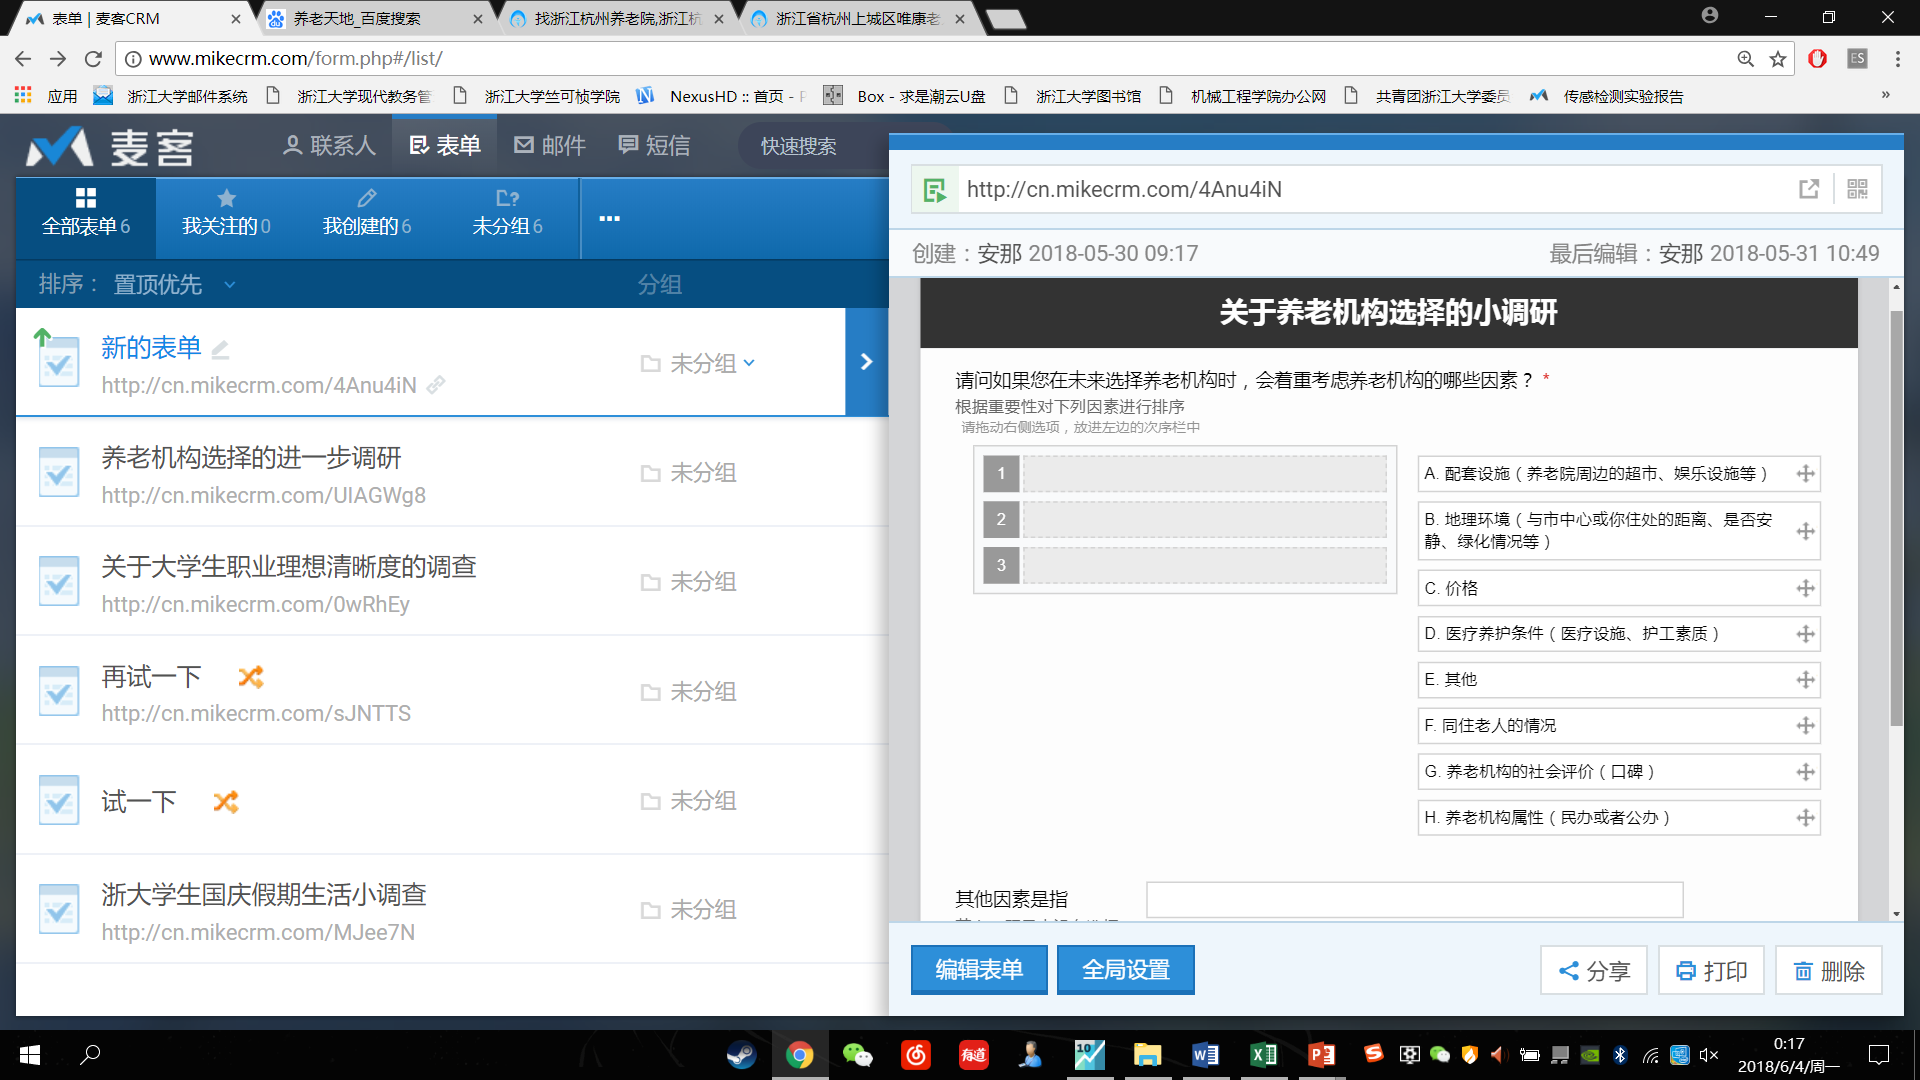 表单 | 麦客CRM
养老天地_百度搜索
找浙江杭州养老院,浙江杭
浙江省杭州上城区唯康老
www.mikecrm.com/form.php#/list/
应用
浙江大学邮件系统
浙江大学现代教务管
浙江大学竺可桢学院
NexusHD :: 首页 - P
Box - 求是潮云U盘
浙江大学图书馆
机械工程学院办公网
共青团浙江大学委员
传感检测实验报告
»
麦客
联系人
表单
邮件
短信
快速搜索
全部表单 6
我关注的 0
我创建的 6
未分组 6
排序： 置顶优先
分组
新的表单
http://cn.mikecrm.com/4Anu4iN
未分组
养老机构选择的进一步调研
http://cn.mikecrm.com/UIAGWg8
未分组
关于大学生职业理想清晰度的调查
http://cn.mikecrm.com/0wRhEy
未分组
再试一下
http://cn.mikecrm.com/sJNTTS
未分组
试一下
未分组
浙大学生国庆假期生活小调查
http://cn.mikecrm.com/MJee7N
未分组
http://cn.mikecrm.com/4Anu4iN
创建：安那 2018-05-30 09:17
最后编辑：安那 2018-05-31 10:49
关于养老机构选择的小调研
请问如果您在未来选择养老机构时，会着重考虑养老机构的哪些因素？ *
根据重要性对下列因素进行排序
请拖动右侧选项，放进左边的次序栏中
1
2
3
A. 配套设施（养老院周边的超市、娱乐设施等）
B. 地理环境（与市中心或你住处的距离、是否安
静、绿化情况等）
C. 价格
D. 医疗养护条件（医疗设施、护工素质）
E. 其他
F. 同住老人的情况
G. 养老机构的社会评价（口碑）
H. 养老机构属性（民办或者公办）
其他因素是指
编辑表单
全局设置
分享
打印
删除
0:17
2018/6/4/周一